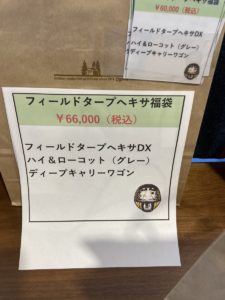 ￥60,000（税込）
フィールドタープヘキサDX
ハイ＆ローコット（グレー）
ディープキャリーワゴン
フィールドタープヘキサ福袋
￥66,000（税込）
フィールドタープヘキサDX
ハイ＆ローコット（グレー）
ディープキャリーワゴン